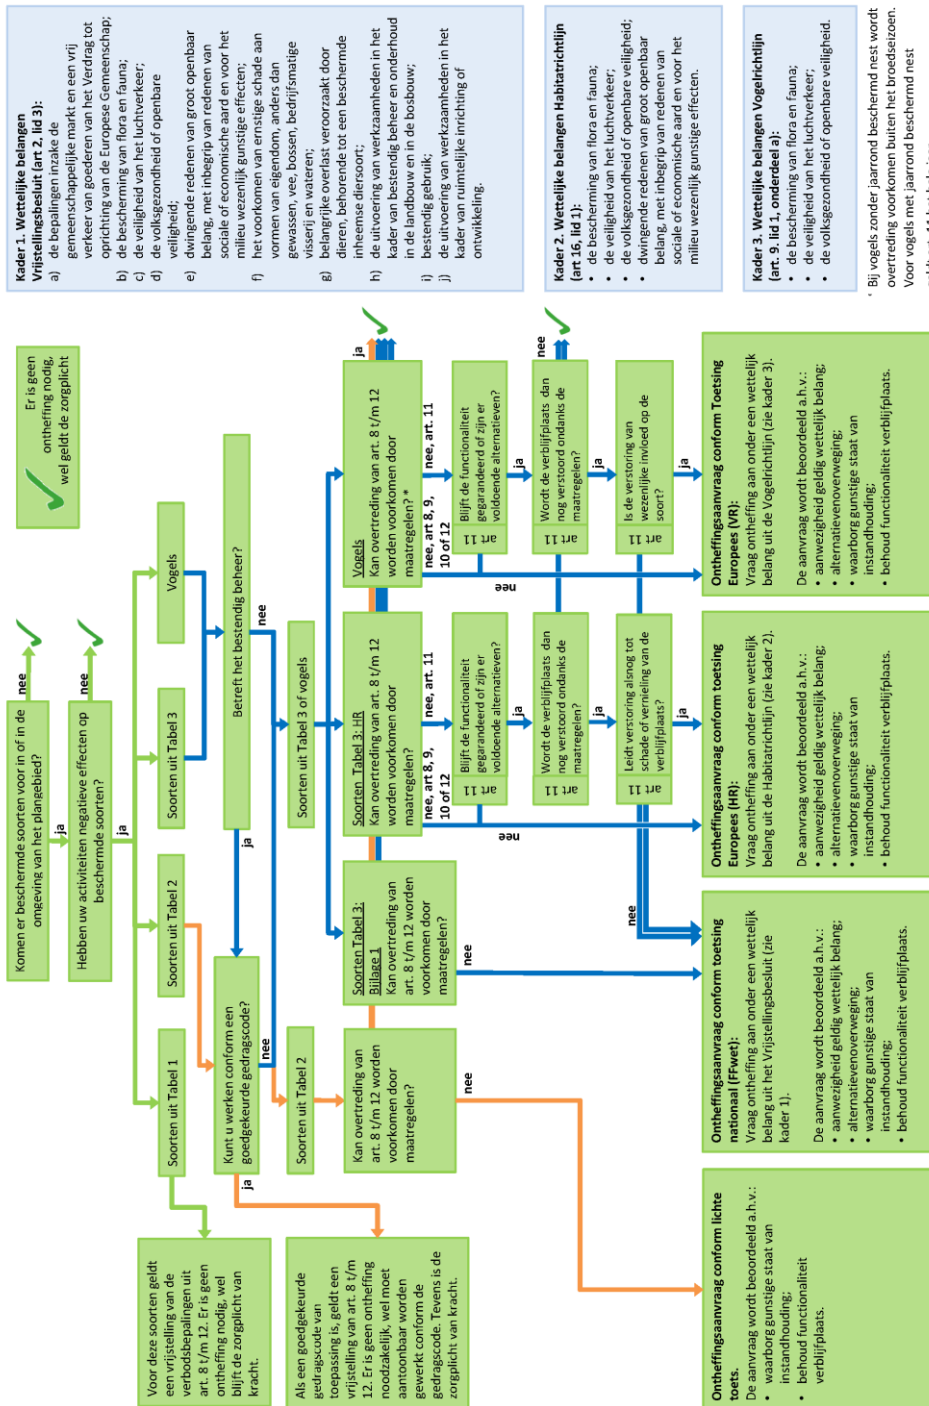 Komen er beschermde soorten voor in of in de
omgeving van het plangebied?
nee
ja
Hebben uw activiteiten negatieve effecten op
beschermde soorten?
nee
ja
Er is geen
ontheffing nodig,
wel geldt de zorgplicht
Soorten uit Tabel 1
Soorten uit Tabel 2
Soorten uit Tabel 3
Vogels
Voor deze soorten geldt
een vrijstelling van de
verbodsbepalingen uit
art. 8 t/m 12. Er is geen
ontheffing nodig, wel
blijft de zorgplicht van
kracht.
Kunt u werken conform een
goedgekeurde gedragscode?
ja
nee
Betreft het bestendig beheer?
ja
nee
Als een goedgekeurde
gedragscode van
toepassing is, geldt een
vrijstelling van art. 8 t/m
12. Er is geen ontheffing
noodzakelijk, wel moet
aantoonbaar worden
gewerkt conform de
gedragscode. Tevens is de
zorgplicht van kracht.
Soorten uit Tabel 2
Soorten uit Tabel 3 of vogels
Kan overtreding van
art. 8 t/m 12 worden
voorkomen door
maatregelen?
nee
Soorten Tabel 3:
Bijlage 1
Kan overtreding van
art. 8 t/m 12 worden
voorkomen door
maatregelen?
nee
Soorten Tabel 3: HR
Kan overtreding van art. 8 t/m 12
worden voorkomen door
maatregelen?
nee, art 8, 9,
10 of 12
nee, art. 11
Vogels
Kan overtreding van art. 8 t/m 12
worden voorkomen door
maatregelen? *
ja
nee, art 8, 9,
10 of 12
nee, art. 11
art 11
Blijft de functionaliteit
gegarandeerd of zijn er
voldoende alternatieven?
ja
nee
art 11
Wordt de verblijfplaats dan
nog verstoord ondanks de
maatregelen?
ja
art 11
Leidt verstoring alsnog tot
schade of vernieling van de
verblijfplaats?
ja
nee
art 11
Blijft de functionaliteit
gegarandeerd of zijn er
voldoende alternatieven?
ja
nee
art 11
Wordt de verblijfplaats dan
nog verstoord ondanks de
maatregelen?
nee
ja
art 11
Is de verstoring van
wezenlijke invloed op de
soort?
ja
Ontheffingsaanvraag conform lichte
toets.
De aanvraag wordt beoordeeld a.h.v.:
• waarborg gunstige staat van
instandhouding;
• behoud functionaliteit
verblijfplaats.
Ontheffingsaanvraag conform toetsing
nationaal (FFwet):
Vraag ontheffing aan onder een wettelijk
belang uit het Vrijstellingsbesluit (zie
kader 1).
De aanvraag wordt beoordeeld a.h.v.:
• aanwezigheid geldig wettelijk belang;
• alternatievenoverweging;
• waarborg gunstige staat van
instandhouding;
• behoud functionaliteit verblijfplaats.
Ontheffingsaanvraag conform toetsing
Europees (HR):
Vraag ontheffing aan onder een wettelijk
belang uit de Habitatrichtlijn (zie kader 2).
De aanvraag wordt beoordeeld a.h.v.:
• aanwezigheid geldig wettelijk belang;
• alternatievenoverweging;
• waarborg gunstige staat van
instandhouding;
• behoud functionaliteit verblijfplaats.
Ontheffingsaanvraag conform Toetsing
Europees (VR):
Vraag ontheffing aan onder een wettelijk
belang uit de Vogelrichtlijn (zie kader 3).
De aanvraag wordt beoordeeld a.h.v.:
• aanwezigheid geldig wettelijk belang;
• alternatievenoverweging;
• waarborg gunstige staat van
instandhouding;
• behoud functionaliteit verblijfplaats.
Kader 1. Wettelijke belangen
Vrijstellingsbesluit (art 2, lid 3):
a) de bepalingen inzake de
gemeenschappelijke markt en een vrij
verkeer van goederen van het Verdrag tot
oprichting van de Europese Gemeenschap;
b) de bescherming van flora en fauna;
c) de veiligheid van het luchtverkeer;
d) de volksgezondheid of openbare
veiligheid;
e) dwingende redenen van groot openbaar
belang, met inbegrip van redenen van
sociale of economische aard en voor het
milieu wezenlijk gunstige effecten;
f) het voorkomen van ernstige schade aan
vormen van eigendom, anders dan
gewassen, vee, bossen, bedrijfsmatige
visserij en wateren;
g) belangrijke overlast veroorzaakt door
dieren, behorende tot een beschermde
inheemse diersoort;
h) de uitvoering van werkzaamheden in het
kader van bestendig beheer en onderhoud
in de landbouw en in de bosbouw;
i) bestendig gebruik;
j) de uitvoering van werkzaamheden in het
kader van ruimtelijke inrichting of
ontwikkeling.
Kader 2. Wettelijke belangen Habitatrichtlijn
(art 16, lid 1):
• de bescherming van flora en fauna;
• de veiligheid van het luchtverkeer;
• de volksgezondheid of openbare veiligheid;
• dwingende redenen van groot openbaar
belang, met inbegrip van redenen van
sociale of economische aard en voor het
milieu wezenlijk gunstige effecten.
Kader 3. Wettelijke belangen Vogelrichtlijn
(art. 9. lid 1, onderdeel a):
• de bescherming van flora en fauna;
• de veiligheid van het luchtverkeer;
• de volksgezondheid of openbare veiligheid.
* Bij vogels zonder jaarrond beschermd nest wordt
overtreding voorkomen buiten het broedseizoen.
Voor vogels met jaarrond beschermd nest